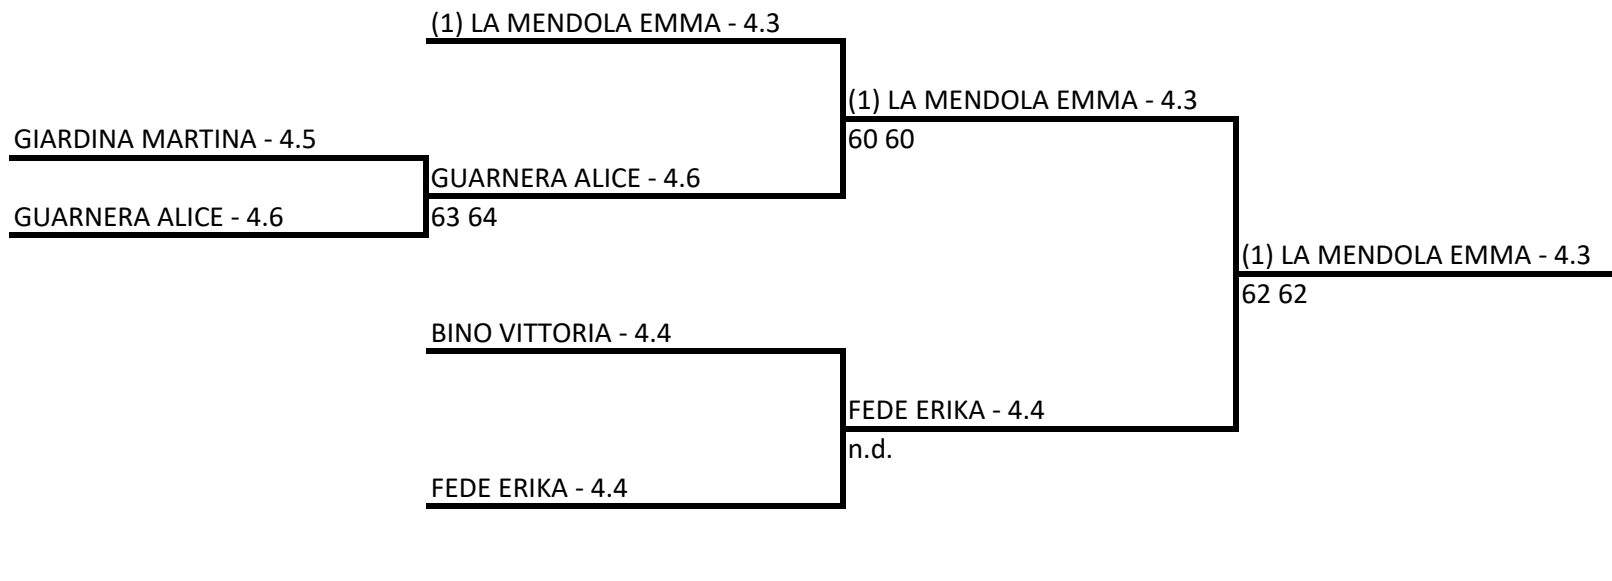 (1) LA MENDOLA EMMA - 4.3
(1) LA MENDOLA EMMA - 4.3
GIARDINA MARTINA - 4.5
60 60
GUARNERA ALICE - 4.6
GUARNERA ALICE - 4.6
63 64
(1) LA MENDOLA EMMA - 4.3
62 62
BINO VITTORIA - 4.4
FEDE ERIKA - 4.4
n.d.
FEDE ERIKA - 4.4